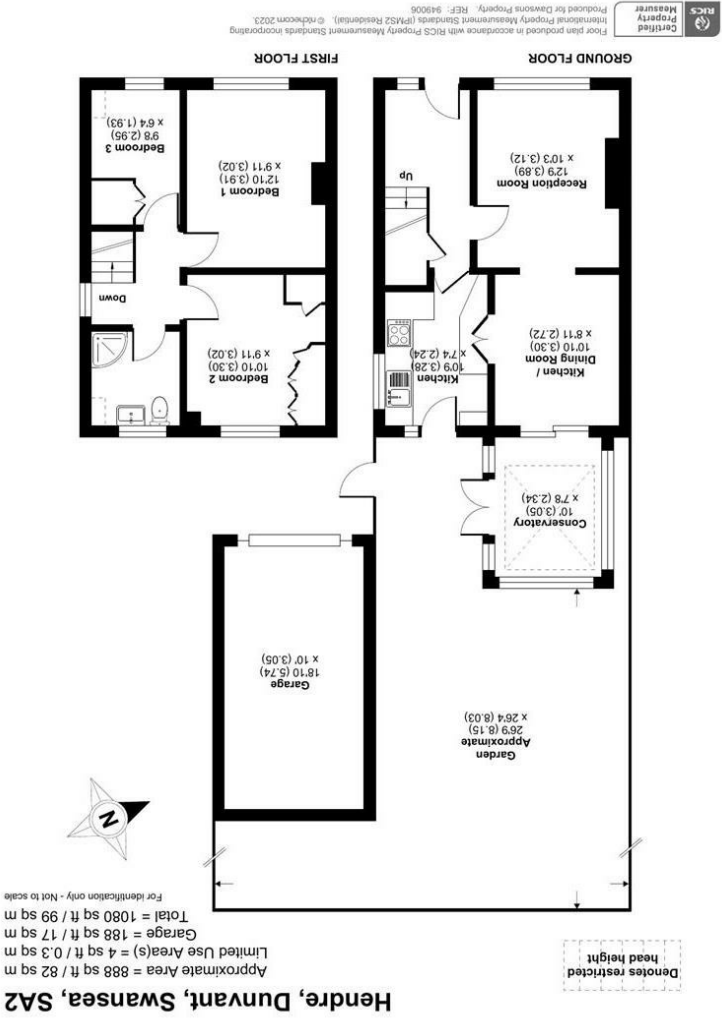 Hendre, Dunvant, Swansea, SA2
Approximate Area = 888 sq ft / 82 sq m
Limited Use Area(s) = 4 sq ft / 0.3 sq m
Garage = 188 sq ft / 17 sq m
Total = 1080 sq ft / 99 sq m
For identification only - Not to scale
Denotes restricted
head height
N
Garden
Approximate
26'9 (8.15)
x 26'4 (8.03)
Garage
18'10 (5.74)
x 10' (3.05)
Conservatory
10' (3.05)
x 7'8 (2.34)
Kitchen /
Dining Room
10'10 (3.30)
x 8'11 (2.72)
Kitchen
10'9 (3.28)
x 7'4 (2.24)
Reception Room
12'9 (3.89)
x 10'3 (3.12)
Up
GROUND FLOOR
Bedroom 2
10'10 (3.30)
x 9'11 (3.02)
Down
Bedroom 1
12'10 (3.91)
x 9'11 (3.02)
Bedroom 3
9'8 (2.95)
x 6'4 (1.93)
FIRST FLOOR
RICS
Certified
Property
Measurer
Floor plan produced in accordance with RICS Property Measurement Standards incorporating
International Property Measurement Standards (IPMS2 Residential). © nichecom 2023.
Produced for Dawsons Property. REF: 949006